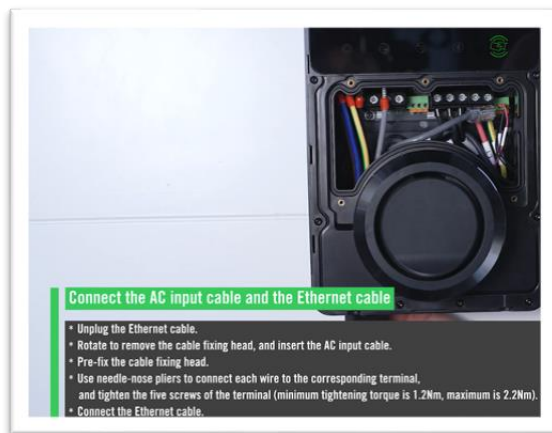 Connect the AC input cable and the Ethernet cable
* Unplug the Ethernet cable.
* Rotate to remove the cable fixing head, and insert the AC input cable.
* Pre-fix the cable fixing head.
* Use needle-nose pliers to connect each wire to the corresponding terminal,
and tighten the five screws of the terminal (minimum tightening torque is 1.2Nm, maximum is 2.2Nm).
* Connect the Ethernet cable.